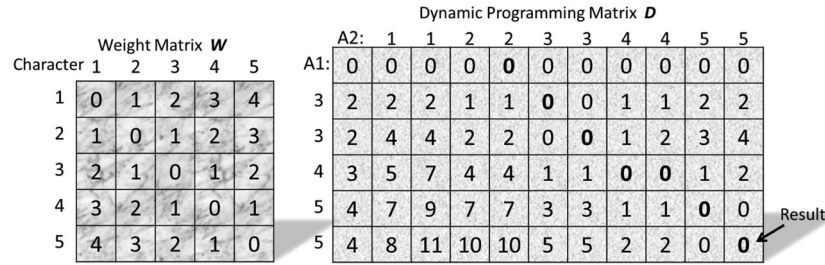 Weight Matrix W
Character 1 2 3 4 5
1 0 1 2 3 4
2 1 0 1 2 3
3 2 1 0 1 2
4 3 2 1 0 1
5 4 3 2 1 0
Dynamic Programming Matrix D
A2: 1 1 2 2 3 3 4 4 5 5
A1: 0 0 0 0 0 0 0 0 0 0 0
3 2 2 2 1 1 0 0 1 1 2 2
3 2 4 4 2 2 0 0 1 2 3 4
4 3 5 7 4 4 1 1 0 0 1 2
5 4 7 9 7 7 3 3 1 1 0 0
5 4 8 11 10 10 5 5 2 2 0 0
Result